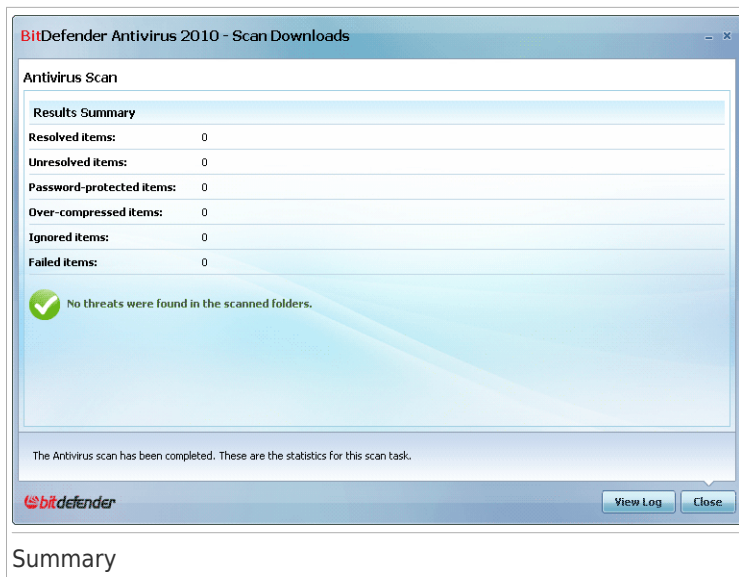 BitDefender Antivirus 2010 - Scan Downloads
Antivirus Scan
Results Summary
Resolved items: 0
Unresolved items: 0
Password-protected items: 0
Over-compressed items: 0
Ignored items: 0
Failed items: 0
No threats were found in the scanned folders.
The Antivirus scan has been completed. These are the statistics for this scan task.
bitdefender
View Log
Close
Summary